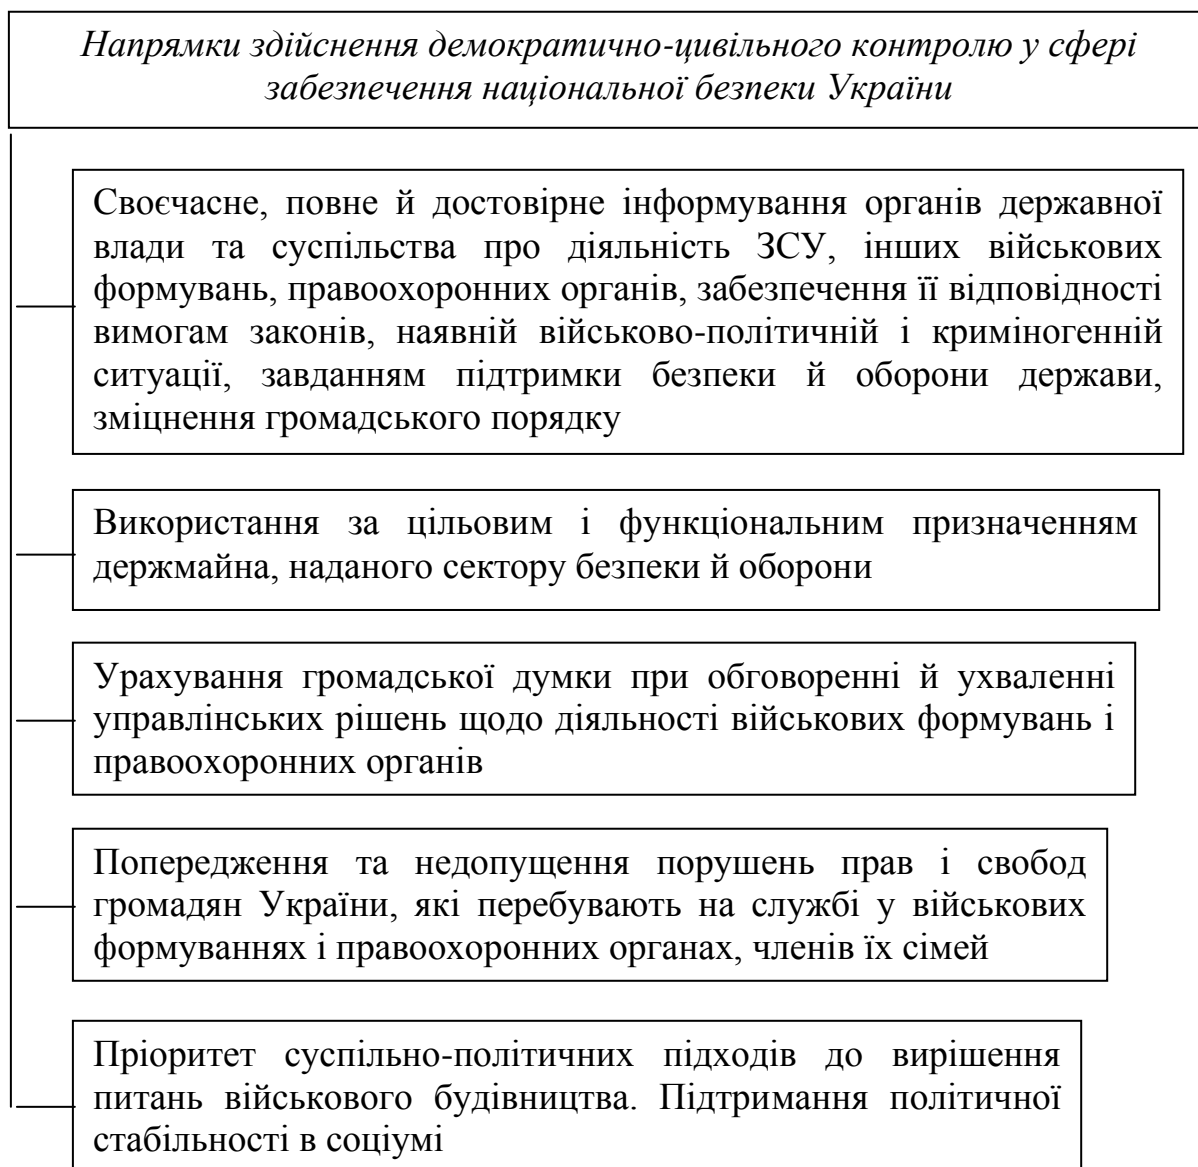 Напрямки здійснення демократично-цивільного контролю у сфері
забезпечення національної безпеки України
Своєчасне, повне й достовірне інформування органів державної
влади та суспільства про діяльність ЗСУ, інших військових
формувань, правоохоронних органів, забезпечення її відповідності
вимогам законів, наявній військово-політичній і криміногенній
ситуації, завданням підтримки безпеки й оборони держави,
зміцнення громадського порядку
Використання за цільовим і функціональним призначенням
держмайна, наданого сектору безпеки й оборони
Урахування громадської думки при обговоренні й ухваленні
управлінських рішень щодо діяльності військових формувань і
правоохоронних органів
Попередження та недопущення порушень прав і свобод
громадян України, які перебувають на службі у військових
формуваннях і правоохоронних органах, членів їх сімей
Пріоритет суспільно-політичних підходів до вирішення
питань військового будівництва. Підтримання політичної
стабільності в соціумі